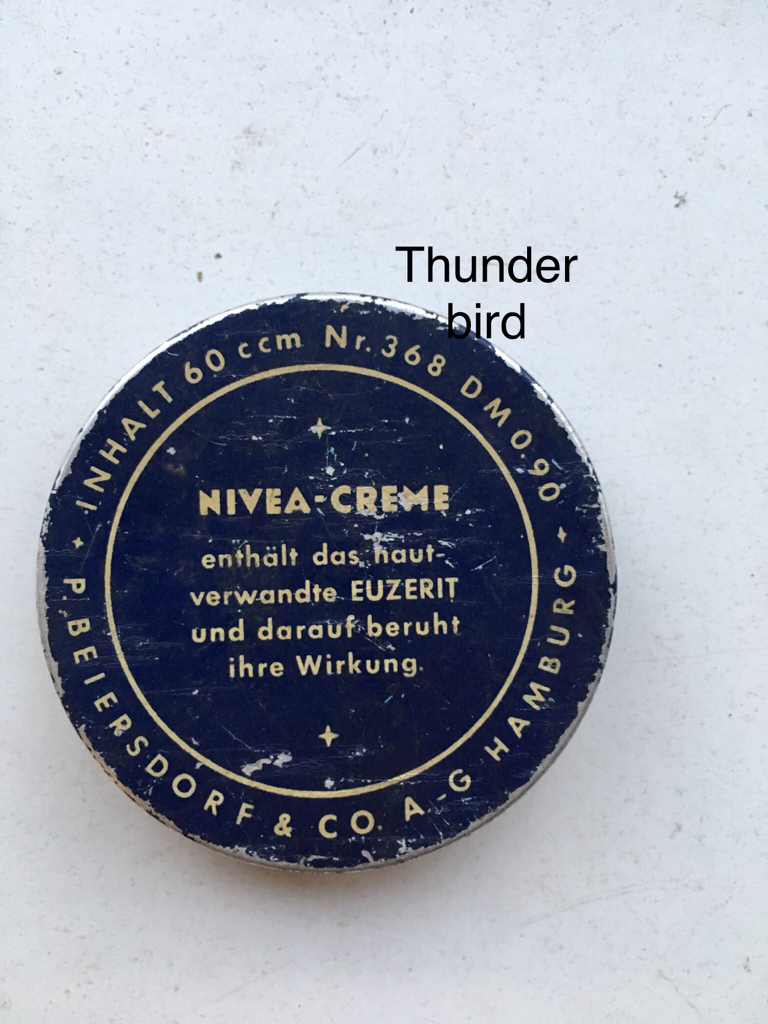 Thunder
bird
INHALT 60 ccm Nr. 368 DM 0.90
NIVEA-CREME
enthält das haut-
verwandte EUZERIT
und darauf beruht
ihre Wirkung.
P. BEIERSDORF & CO. A.-G HAMBURG